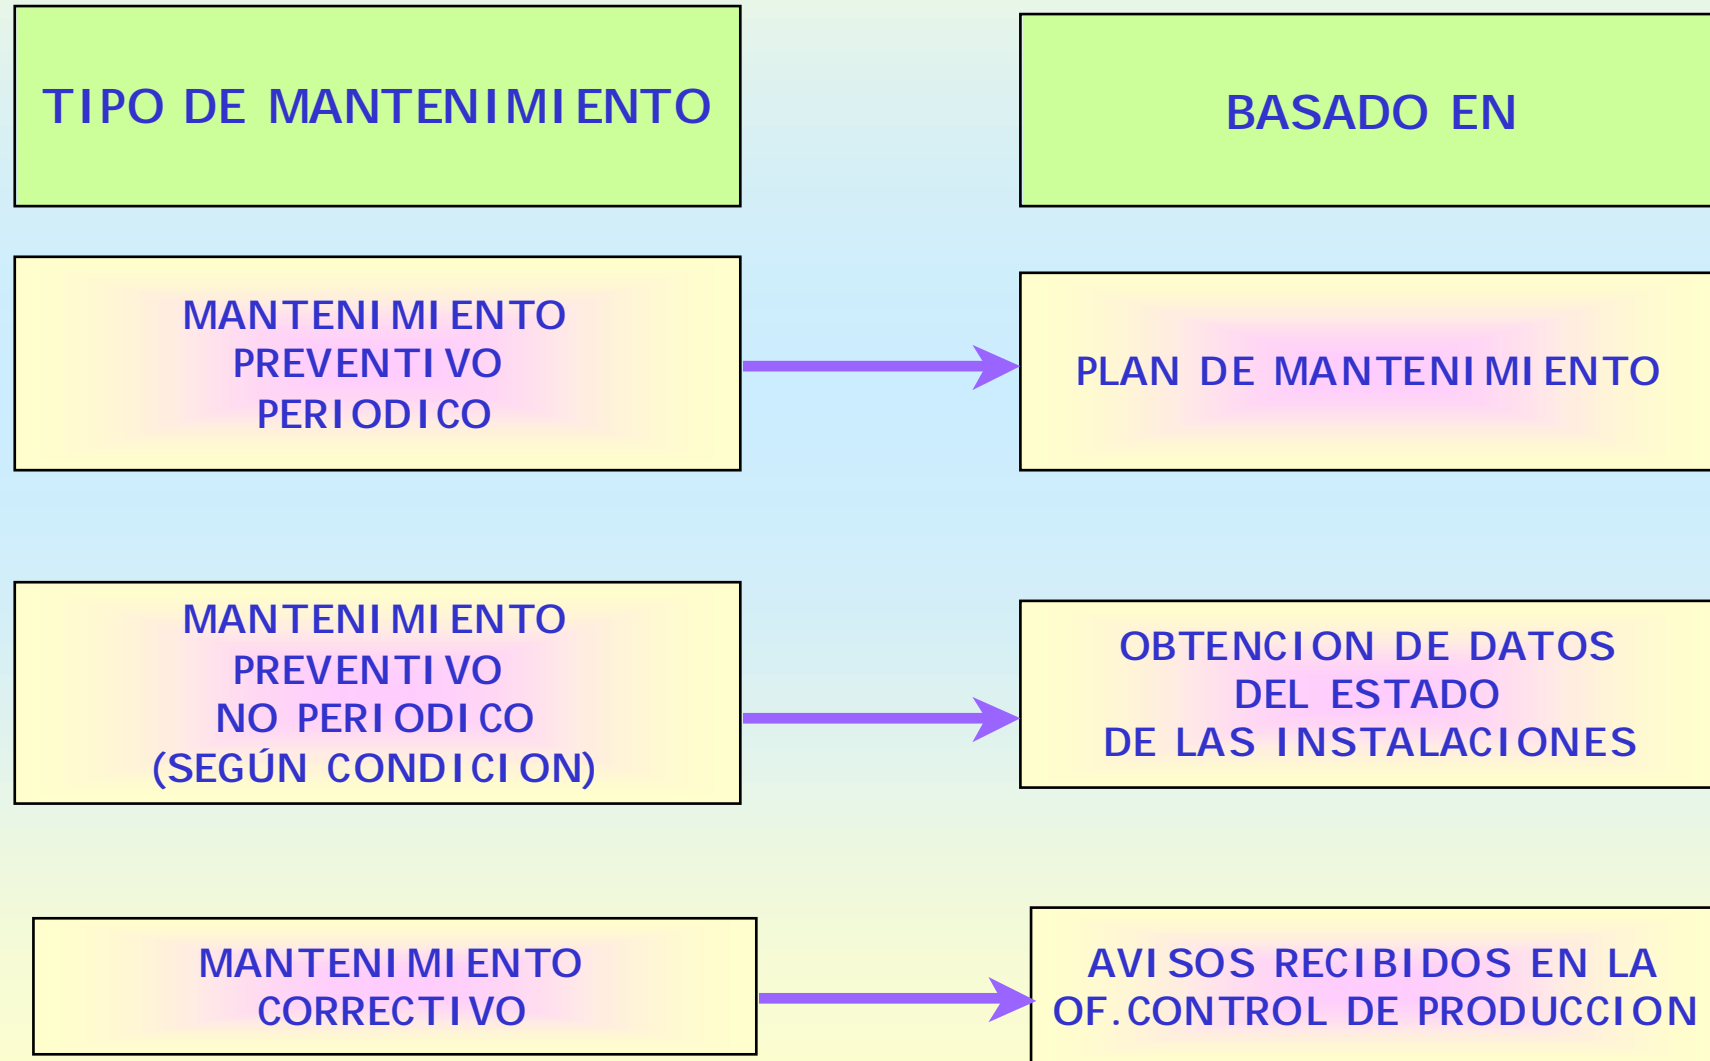 TIPO DE MANTENIMIENTO
BASADO EN
MANTENIMIENTO
PREVENTIVO
PERIODICO
PLAN DE MANTENIMIENTO
MANTENIMIENTO
PREVENTIVO
NO PERIODICO
(SEGÚN CONDICION)
OBTENCION DE DATOS
DEL ESTADO
DE LAS INSTALACIONES
MANTENIMIENTO
CORRECTIVO
AVISOS RECIBIDOS EN LA
OF.CONTROL DE PRODUCCION